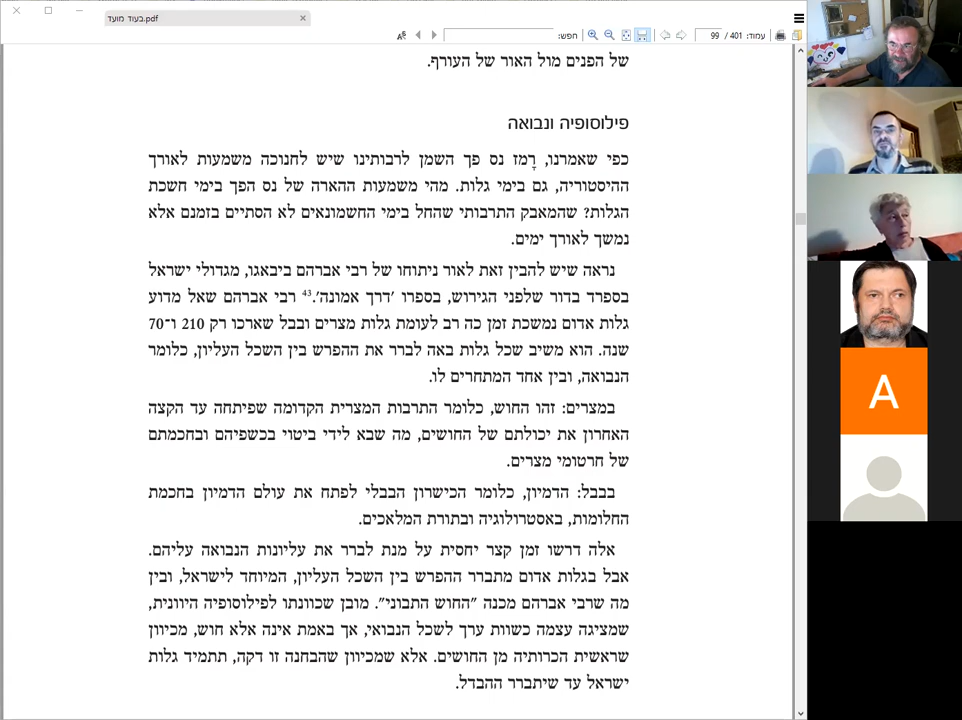 בעוד מועד.pdf
עמוד: 401 / 99
חפש:
של הפנים מול האור של העורף.
פילוסופיה ונבואה
כפי שאמרנו, רָמז נס פך השמן לרבותינו שיש לחנוכה משמעות לאורך
ההיסטוריה, גם בימי גלות. מהי משמעות ההארה של נס הפך בימי חשכת
הגלות? שהמאבק התרבותי שהחל בימי החשמונאים לא הסתיים בזמנם אלא
נמשך לאורך ימים.
נראה שיש להבין זאת לאור ניתוחו של רבי אברהם ביבאגו, מגדולי ישראל
בספרד בדור שלפני הגירוש, בספרו 'דרך אמונה'.43 רבי אברהם שאל מדוע
גלות אדום נמשכת זמן כה רב לעומת גלות מצרים ובבל שארכו רק 210 ו־70
שנה. הוא משיב שכל גלות באה לברר את ההפרש בין השכל העליון, כלומר
הנבואה, ובין אחד המתחרים לו.
במצרים: זהו החוש, כלומר התרבות המצרית הקדומה שפיתחה עד הקצה
האחרון את יכולתם של החושים, מה שבא לידי ביטוי בכשפיהם ובחכמתם
של חרטומי מצרים.
בבבל: הדמיון, כלומר הכישרון הבבלי לפתח את עולם הדמיון בחכמת
החלומות, באסטרולוגיה ובתורת המלאכים.
אלה דרשו זמן קצר יחסית על מנת לברר את עליונות הנבואה עליהם.
אבל בגלות אדום מתברר ההפרש בין השכל העליון, המיוחד לישראל, ובין
מה שרבי אברהם מכנה "החוש התבוני". מובן שכוונתו לפילוסופיה היוונית,
שמציגה עצמה כשוות ערך לשכל הנבואי, אך באמת אינה אלא חוש, מכיוון
שראשית הכרותיה מן החושים. אלא שמכיוון שהבחנה זו דקה, תתמיד גלות
ישראל עד שיתברר ההבדל.
A